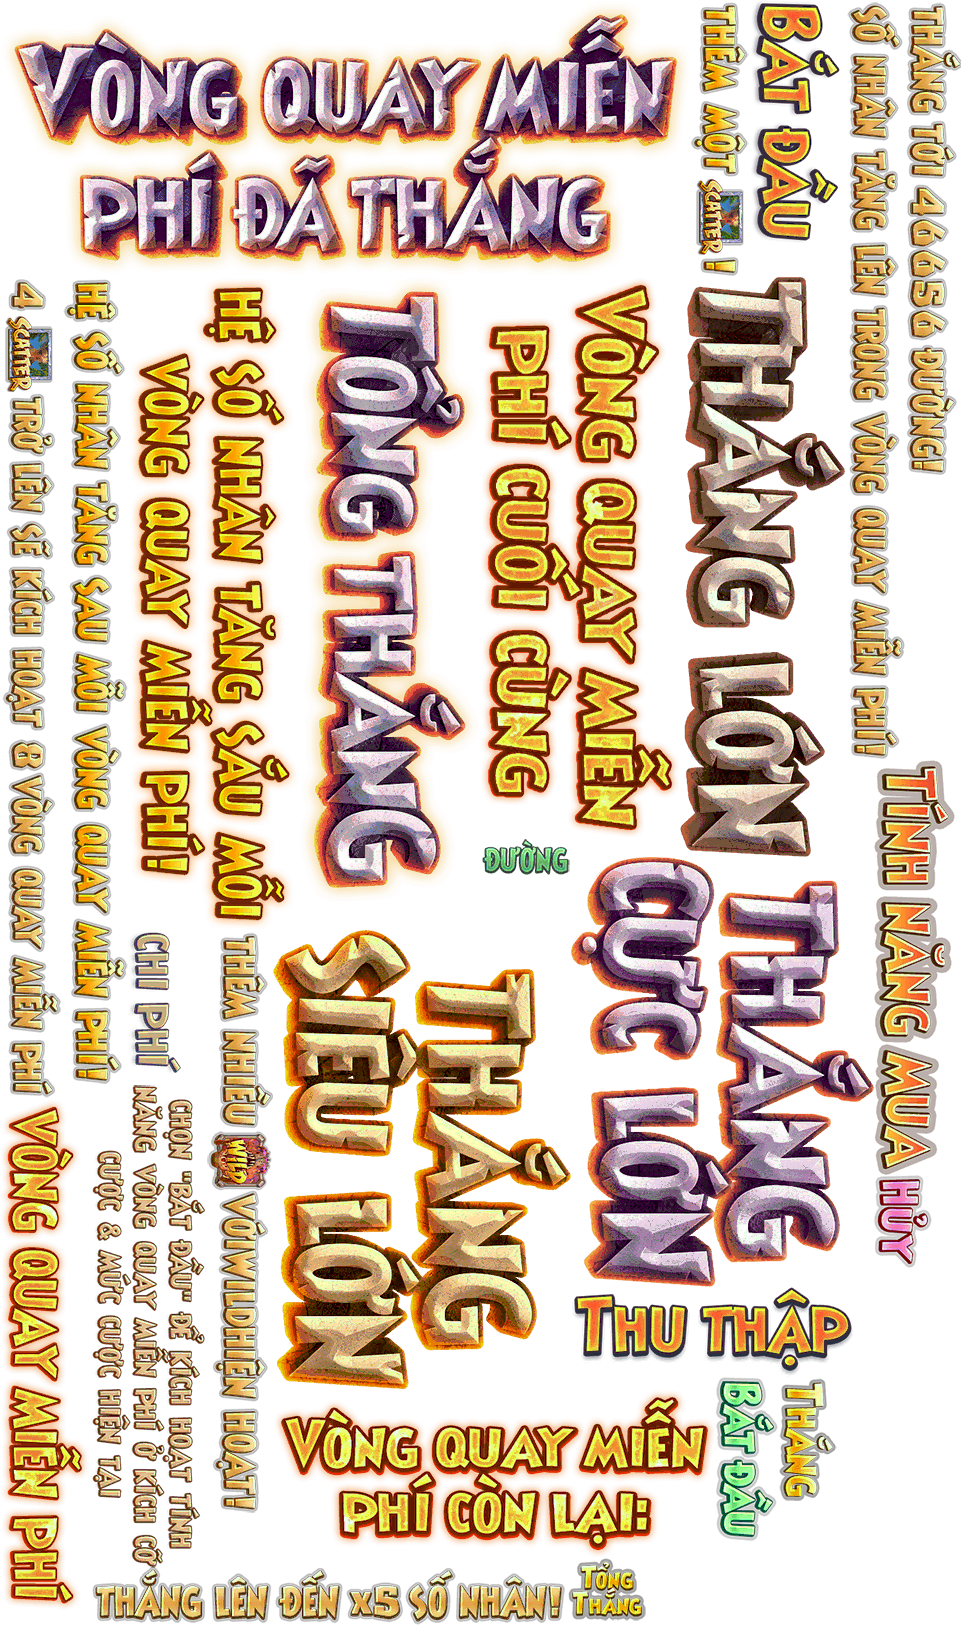 VÒNG QUAY MIỄN
PHÍ ĐÃ THẮNG
THÊM MỘT SCATTER !
BẮT ĐẦU
SỐ NHÂN TĂNG LÊN TRONG VÒNG QUAY MIỄN PHÍ!
THẮNG TỚI 46656 ĐƯỜNG!
4 SCATTER TRỞ LÊN SẼ KÍCH HOẠT 8 VÒNG QUAY MIỄN PHÍ
HỆ SỐ NHÂN TĂNG SAU MỖI VÒNG QUAY MIỄN PHÍ!
HỆ SỐ NHÂN TĂNG SAU MỖI
VÒNG QUAY MIỄN PHÍ!
TỔNG THẮNG
VÒNG QUAY MIỄN
PHÍ CUỐI CÙNG
THẮNG LỚN
TÍNH NĂNG MUA
HỦY
ĐƯỜNG
THẮNG
CỰC LỚN
THẮNG
SIÊU LỚN
THÊM NHIỀU WILD VỚI WILD HIỆN HOẠT!
CHI PHÍ
CHỌN "BẮT ĐẦU" ĐỂ KÍCH HOẠT TÍNH
NĂNG VÒNG QUAY MIỄN PHÍ Ở KÍCH CỠ
CƯỢC & MỨC CƯỢC HIỆN TẠI
VÒNG QUAY MIỄN PHÍ
THU THẬP
THẮNG
BẮT ĐẦU
VÒNG QUAY MIỄN
PHÍ CÒN LẠI:
THẮNG LÊN ĐẾN x5 SỐ NHÂN!
TỔNG
THẮNG